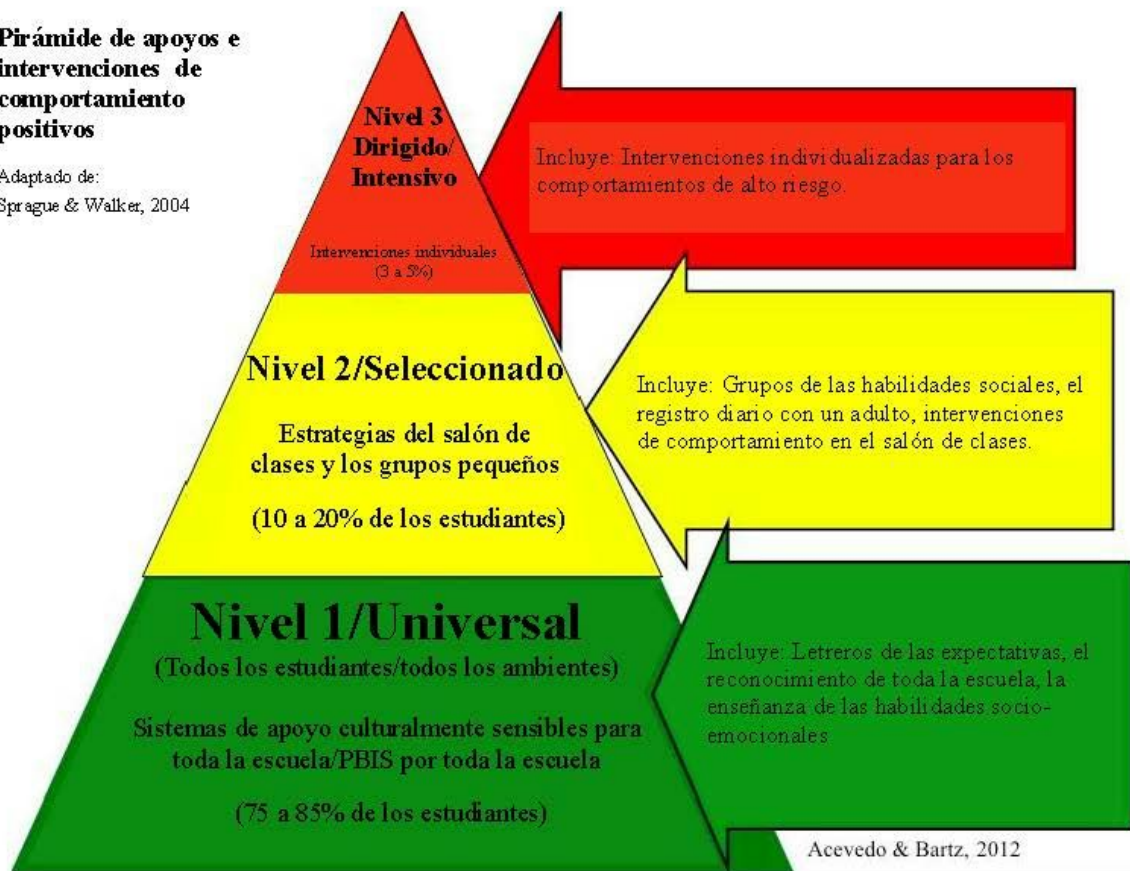 Pirámide de apoyos e
intervenciones de
comportamiento
positivos
Adaptado de:
Sprague & Walker, 2004
Nivel 3
Dirigido/
Intensivo
Intervenciones individuales
(3 a 5%)
Incluye: Intervenciones individualizadas para los
comportamientos de alto riesgo.
Nivel 2/Seleccionado
Estrategias del salón de
clases y los grupos pequeños
(10 a 20% de los estudiantes)
Incluye: Grupos de las habilidades sociales, el
registro diario con un adulto, intervenciones
de comportamiento en el salón de clases.
Nivel 1/Universal
(Todos los estudiantes/todos los ambientes)
Sistemas de apoyo culturalmente sensibles para
toda la escuela/PBIS por toda la escuela
(75 a 85% de los estudiantes)
Incluye: Letreros de las expectativas, el
reconocimiento de toda la escuela, la
enseñanza de las habilidades socio-
emocionales
Acevedo & Bartz, 2012